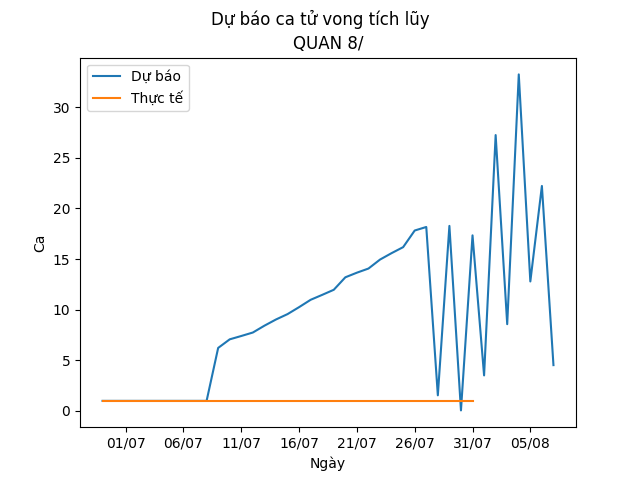 Dự báo ca tử vong tích lũy
QUAN 8/
Dự báo
Thực tế
30
25
20
15
10
5
0
Ca
01/07 06/07 11/07 16/07 21/07 26/07 31/07 05/08
Ngày